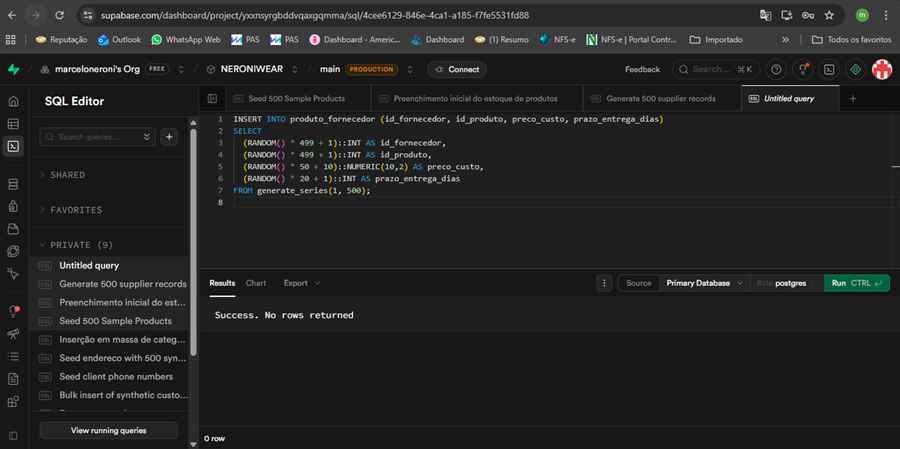 supabase.com/dashboard/project/yxxnsyrgbddvqaxgqmma/sql/4cee6129-846e-4ca1-a185-f7fe5531fd88
m
Reputação
Outlook
WhatsApp Web
PAS
PAS
Dashboard - Americ...
Dashboard
(1) Resumo
NFS-e
NFS-e | Portal Contr...
Importado
Todos os favoritos
marceloneroni's Org FREE
NERONIWEAR
main PRODUCTION
Connect
Feedback
Search... ⌘K
SQL Editor
Search queries...
SHARED
FAVORITES
PRIVATE (9)
Untitled query
Generate 500 supplier records
Preenchimento inicial do est...
Seed 500 Sample Products
Inserção em massa de categ...
Seed endereco with 500 syn...
Seed client phone numbers
Bulk insert of synthetic custo...
View running queries
Seed 500 Sample Products
Preenchimento inicial do estoque de produtos
Generate 500 supplier records
Untitled query
1 INSERT INTO produto_fornecedor (id_fornecedor, id_produto, preco_custo, prazo_entrega_dias)
2 SELECT
3 (RANDOM() * 499 + 1)::INT AS id_fornecedor,
4 (RANDOM() * 499 + 1)::INT AS id_produto,
5 (RANDOM() * 50 + 10)::NUMERIC(10,2) AS preco_custo,
6 (RANDOM() * 20 + 1)::INT AS prazo_entrega_dias
7 FROM generate_series(1, 500);
8
Results
Chart
Export
Source
Primary Database
Role postgres
Run CTRL
Success. No rows returned
0 row